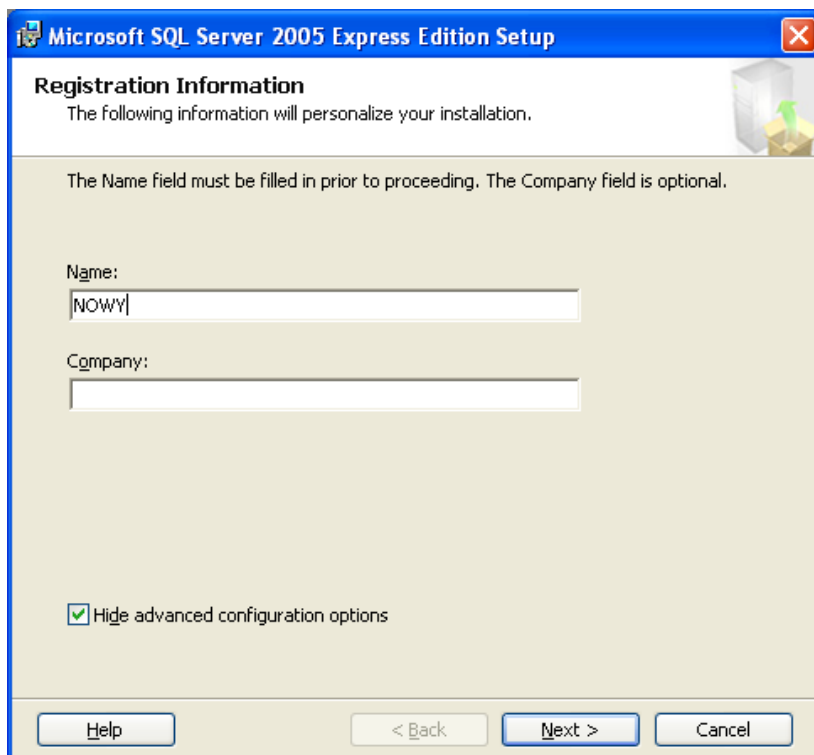 Microsoft SQL Server 2005 Express Edition Setup
Registration Information
The following information will personalize your installation.
The Name field must be filled in prior to proceeding. The Company field is optional.
Name:
NOWY
Company:
Hide advanced configuration options
Help
< Back
Next >
Cancel